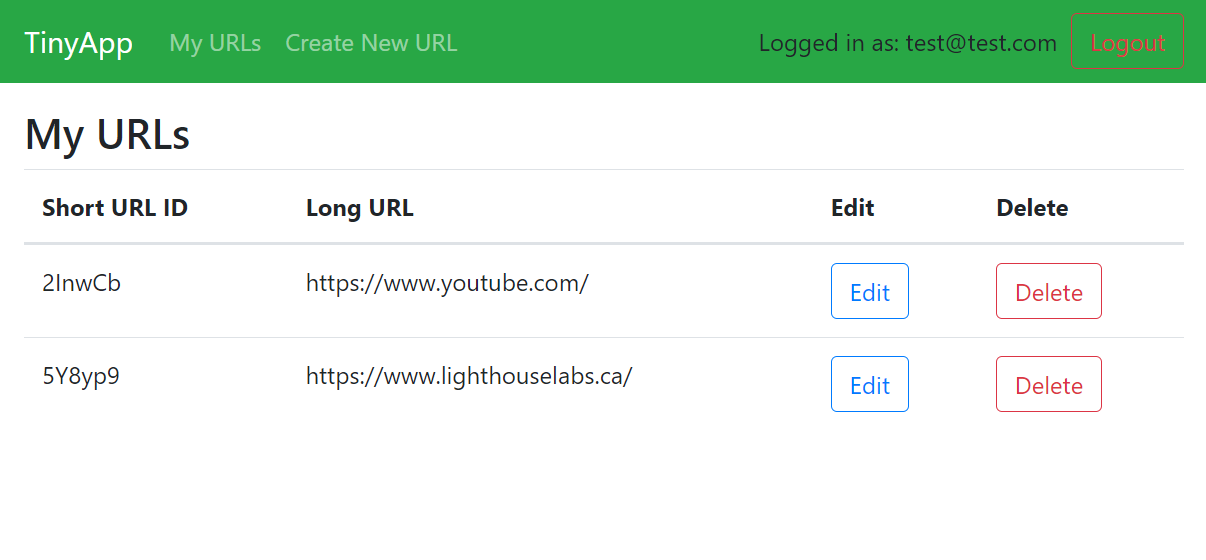 TinyApp My URLs Create New URL Logged in as: test@test.com Logout
My URLs
Short URL ID Long URL Edit Delete
2InwCb https://www.youtube.com/ Edit Delete
5Y8yp9 https://www.lighthouselabs.ca/ Edit Delete